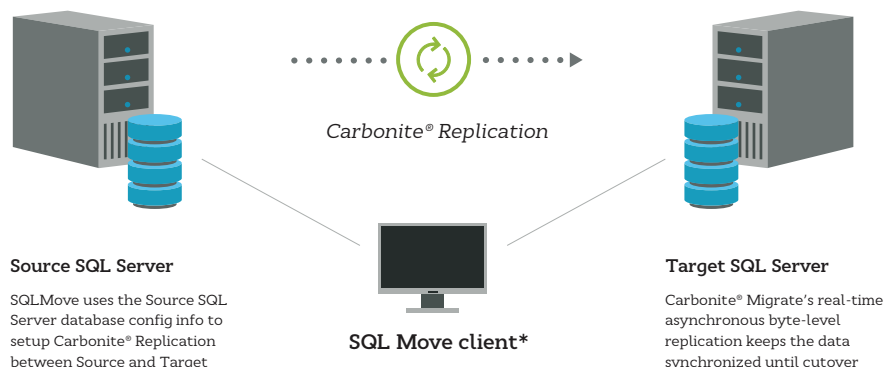 Carbonite® Replication
Source SQL Server
SQLMove uses the Source SQL
Server database config info to
setup Carbonite® Replication
between Source and Target
SQL Move client*
Target SQL Server
Carbonite® Migrate's real-time
asynchronous byte-level
replication keeps the data
synchronized until cutover